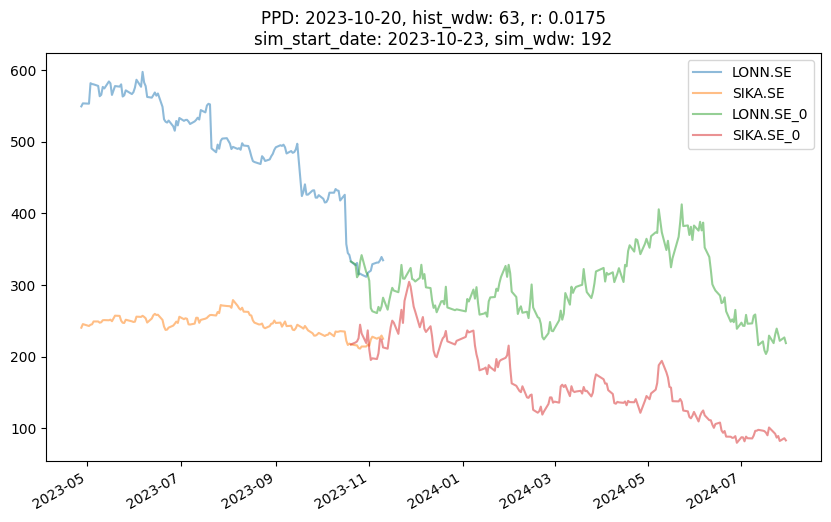 PPD: 2023-10-20, hist_wdw: 63, r: 0.0175
sim_start_date: 2023-10-23, sim_wdw: 192
LONN.SE
SIKA.SE
LONN.SE_0
SIKA.SE_0
600
500
400
300
200
100
2023-05
2023-07
2023-09
2023-11
2024-01
2024-03
2024-05
2024-07